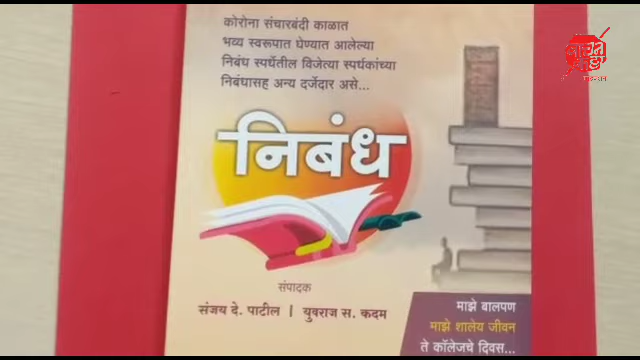 कोरोना संचारबंदी काळात
भव्य स्वरूपात घेण्यात आलेल्या
निबंध स्पर्धेतील विजेत्या स्पर्धकांच्या
निबंधासह अन्य दर्जेदार असे...
निबंध
संपादक
संजय दे. पाटील | युवराज स. कदम
माझे बालपण
माझे शालेय जीवन
ते कॉलेजचे दिवस...